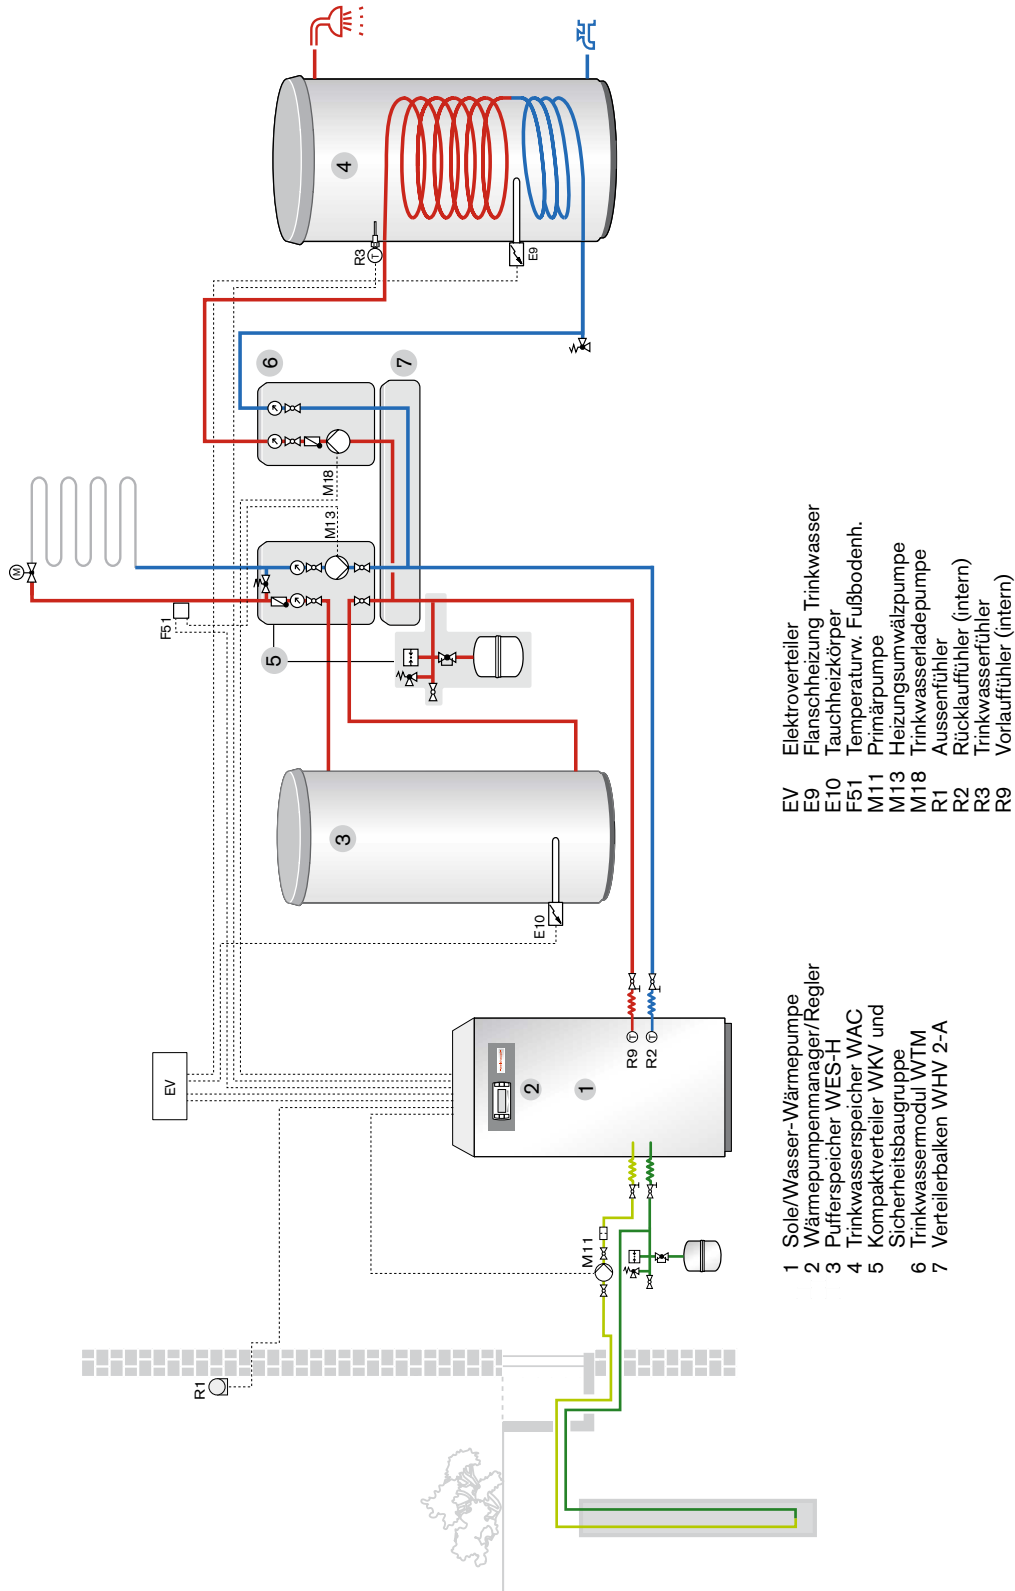 R1
M11
EV
1
2
R9
R2
E10
3
5
F51
M
M13
M18
6
7
R3
T
E9
4
T
T
1 Sole/Wasser-Wärmepumpe
2 Wärmepumpenmanager/Regler
3 Pufferspeicher WES-H
4 Trinkwasserspeicher WAC
5 Kompaktverteiler WKV und
Sicherheitsbaugruppe
6 Trinkwassermodul WTM
7 Verteilerbalken WHV 2-A
EV Elektroverteiler
E9 Flanschheizung Trinkwasser
E10 Tauchheizkörper
F51 Temperaturw. Fußbodenh.
M11 Primärpumpe
M13 Heizungsumwälzpumpe
M18 Trinkwasserladepumpe
R1 Aussenfühler
R2 Rücklauffühler (intern)
R3 Trinkwasserfühler
R9 Vorlauffühler (intern)